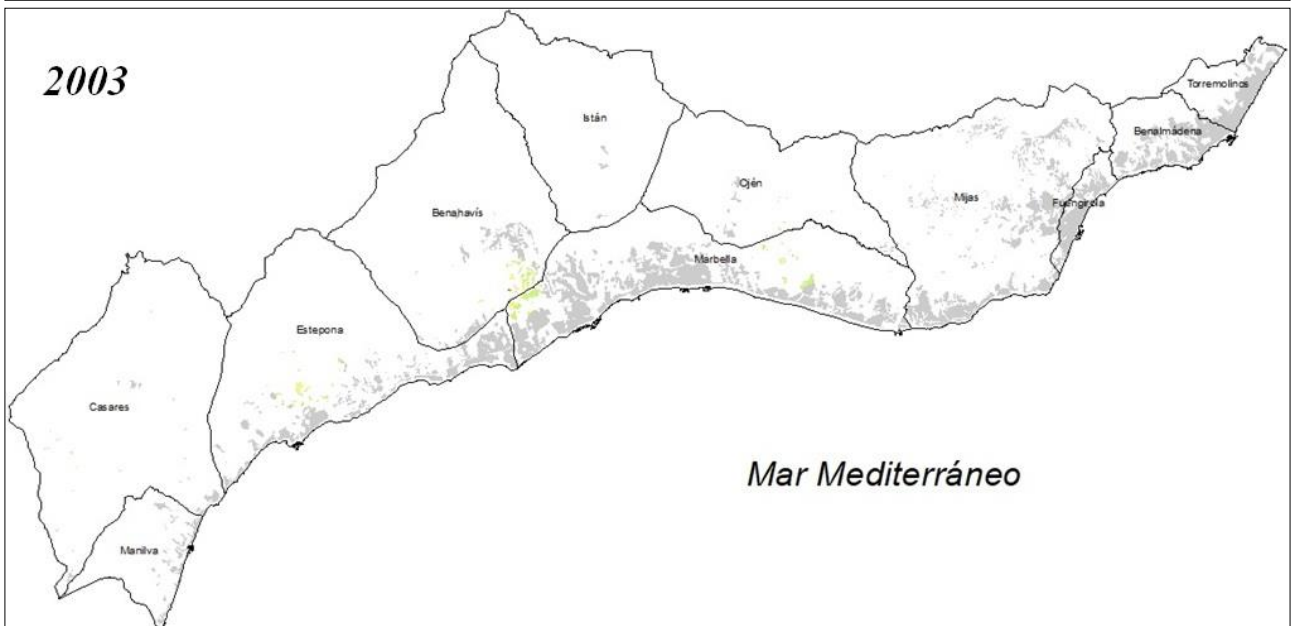 2003
Torremolinos
Istán
Benalmádena
Ojén
Mijas
Fuengirola
Benahavís
Marbella
Estepona
Casares
Mar Mediterráneo
Manilva